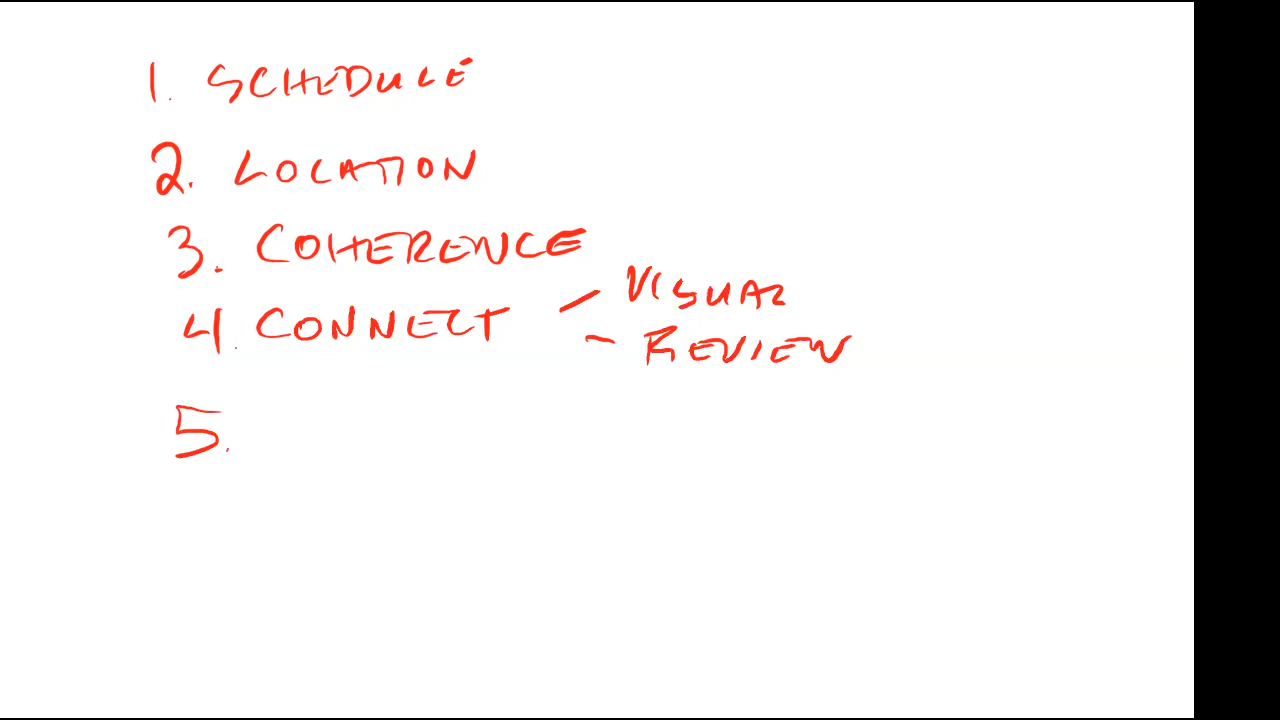 1. SCHEDULE
2. LOCATION
3. COHERENCE
4. CONNECT - VISUAL
- REVIEW
5.